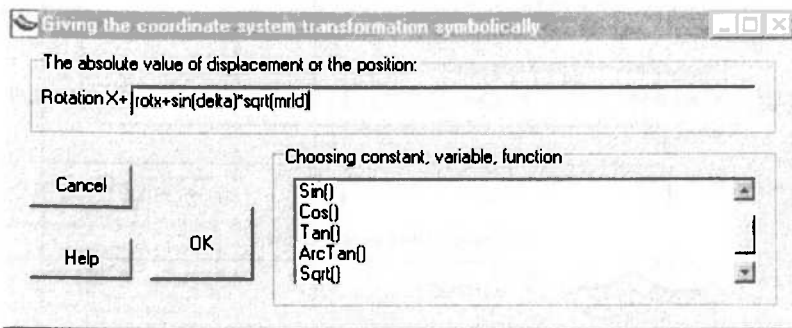 Giving the coordinate system transformation symbolically
The absolute value of displacement or the position:
Rotation X+ rotx+sin(delta)*sqrt(mrld)
Choosing constant, variable, function
Cancel
Help
OK
Sin()
Cos()
Tan()
ArcTan()
Sqrt()